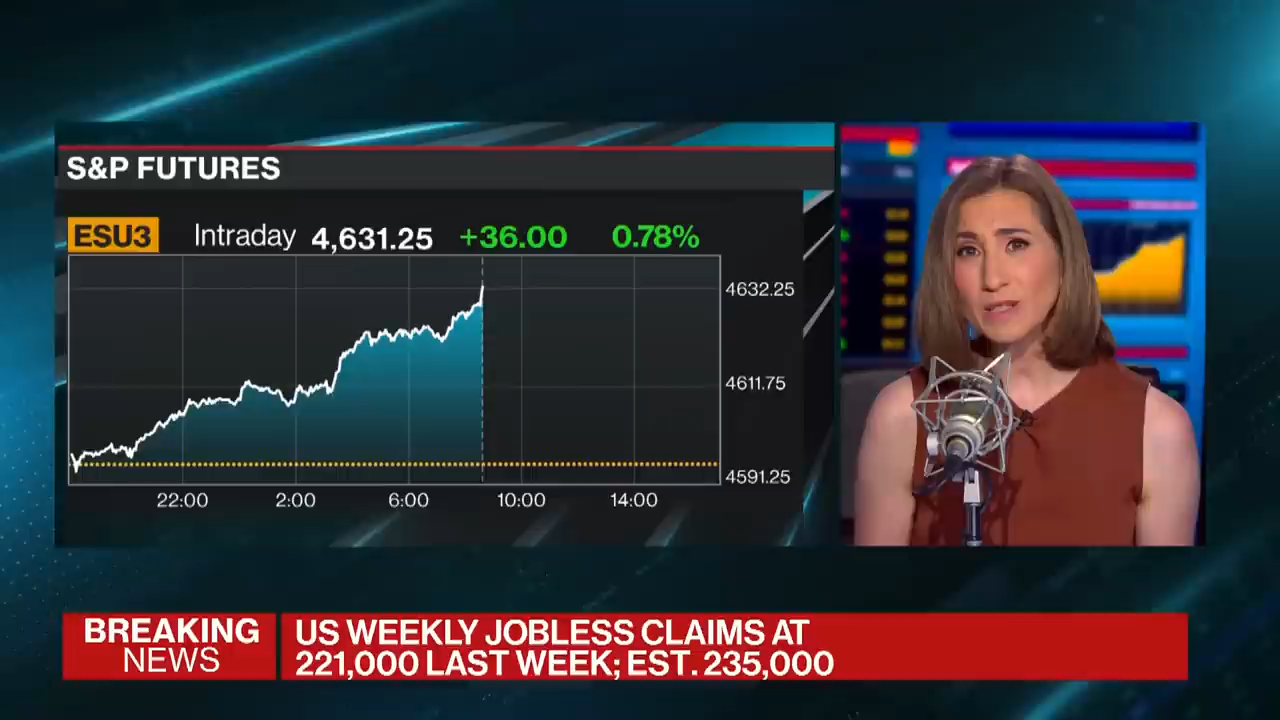 S&P FUTURES
ESU3 Intraday 4,631.25 +36.00 0.78%
4632.25
4611.75
4591.25
22:00 2:00 6:00 10:00 14:00
BREAKING
NEWS
US WEEKLY JOBLESS CLAIMS AT
221,000 LAST WEEK; EST. 235,000